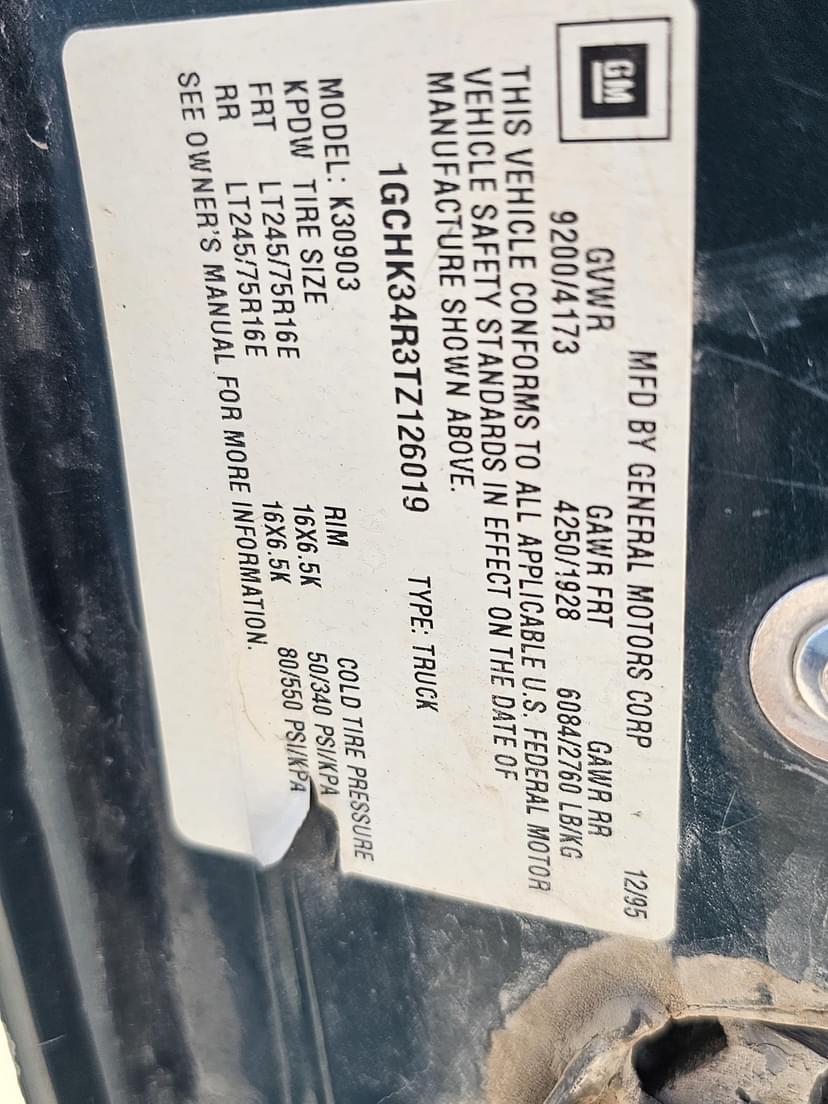 GM
MFD BY GENERAL MOTORS CORP 12/95
GVWR GAWR FRT GAWR RR
9200/4173 4250/1928 6084/2760 LB/KG
THIS VEHICLE CONFORMS TO ALL APPLICABLE U.S. FEDERAL MOTOR
VEHICLE SAFETY STANDARDS IN EFFECT ON THE DATE OF
MANUFACTURE SHOWN ABOVE.
1GCHK34R3TZ126019 TYPE: TRUCK
MODEL: K30903
KPDW TIRE SIZE RIM COLD TIRE PRESSURE
FRT LT245/75R16E 16X6.5K 50/340 PSI/KPA
RR LT245/75R16E 16X6.5K 80/550 PSI/KPA
SEE OWNER'S MANUAL FOR MORE INFORMATION.